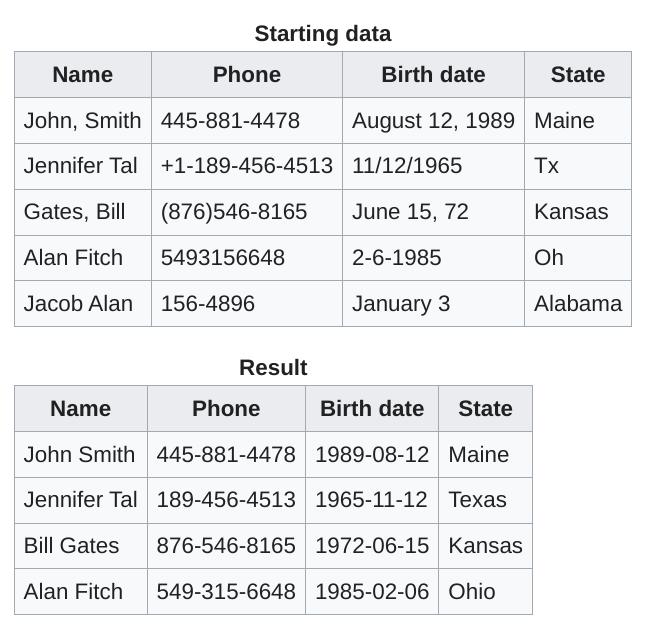 Starting data
Name Phone Birth date State
John, Smith 445-881-4478 August 12, 1989 Maine
Jennifer Tal +1-189-456-4513 11/12/1965 Tx
Gates, Bill (876)546-8165 June 15, 72 Kansas
Alan Fitch 5493156648 2-6-1985 Oh
Jacob Alan 156-4896 January 3 Alabama
Result
Name Phone Birth date State
John Smith 445-881-4478 1989-08-12 Maine
Jennifer Tal 189-456-4513 1965-11-12 Texas
Bill Gates 876-546-8165 1972-06-15 Kansas
Alan Fitch 549-315-6648 1985-02-06 Ohio